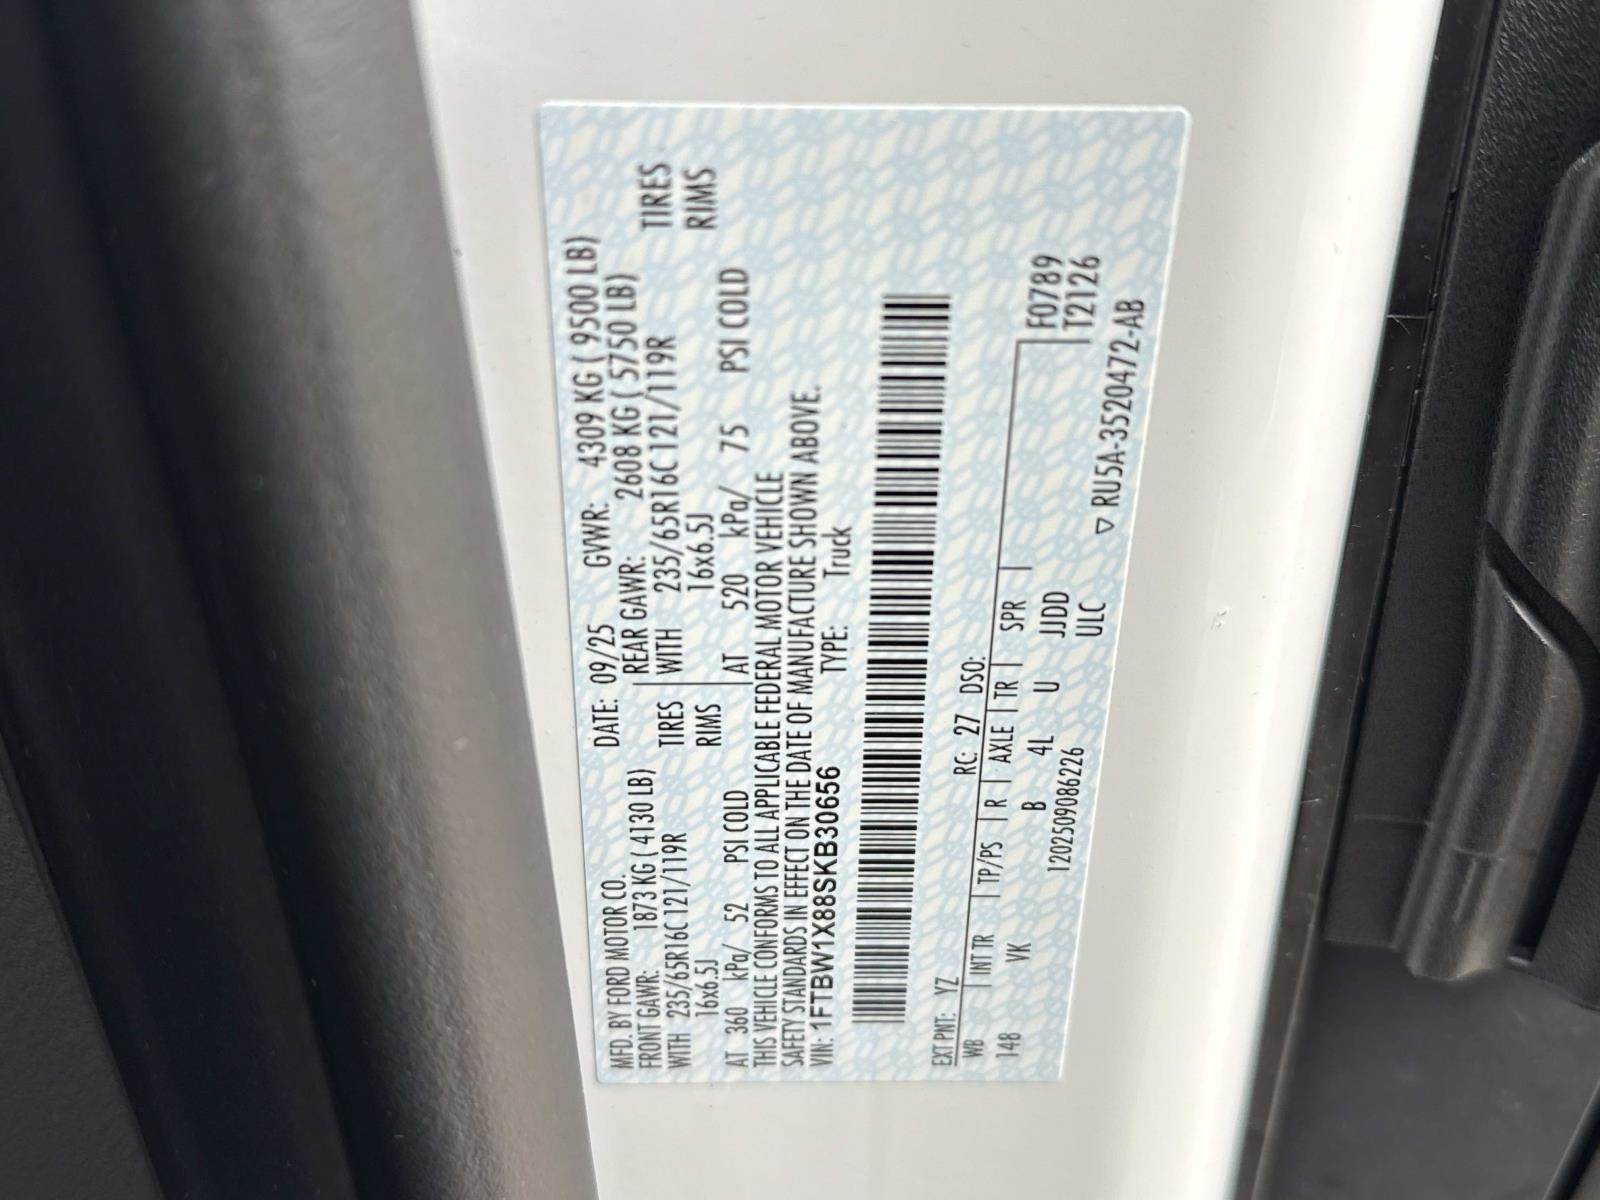 MFD. BY FORD MOTOR CO.
DATE: 09/25 GVWR: 4309 KG ( 9500 LB)
FRONT GAWR: 1873 KG ( 4130 LB) REAR GAWR: 2608 KG ( 5750 LB)
WITH 235/65R16C 121/119R TIRES WITH 235/65R16C 121/119R TIRES
16x6.5J RIMS 16x6.5J RIMS
AT 360 kPa/ 52 PSI COLD AT 520 kPa/ 75 PSI COLD
THIS VEHICLE CONFORMS TO ALL APPLICABLE FEDERAL MOTOR VEHICLE
SAFETY STANDARDS IN EFFECT ON THE DATE OF MANUFACTURE SHOWN ABOVE.
VIN: 1FTBW1X88SKB30656 TYPE: Truck
EXT PNT: YZ RC: 27 DSO: F0789
WB INT TR TP/PS R AXLE TR SPR T2126
148 VK B 4L U JJDD
120250908622​6 ULC
▽ RU5A-3520472-AB